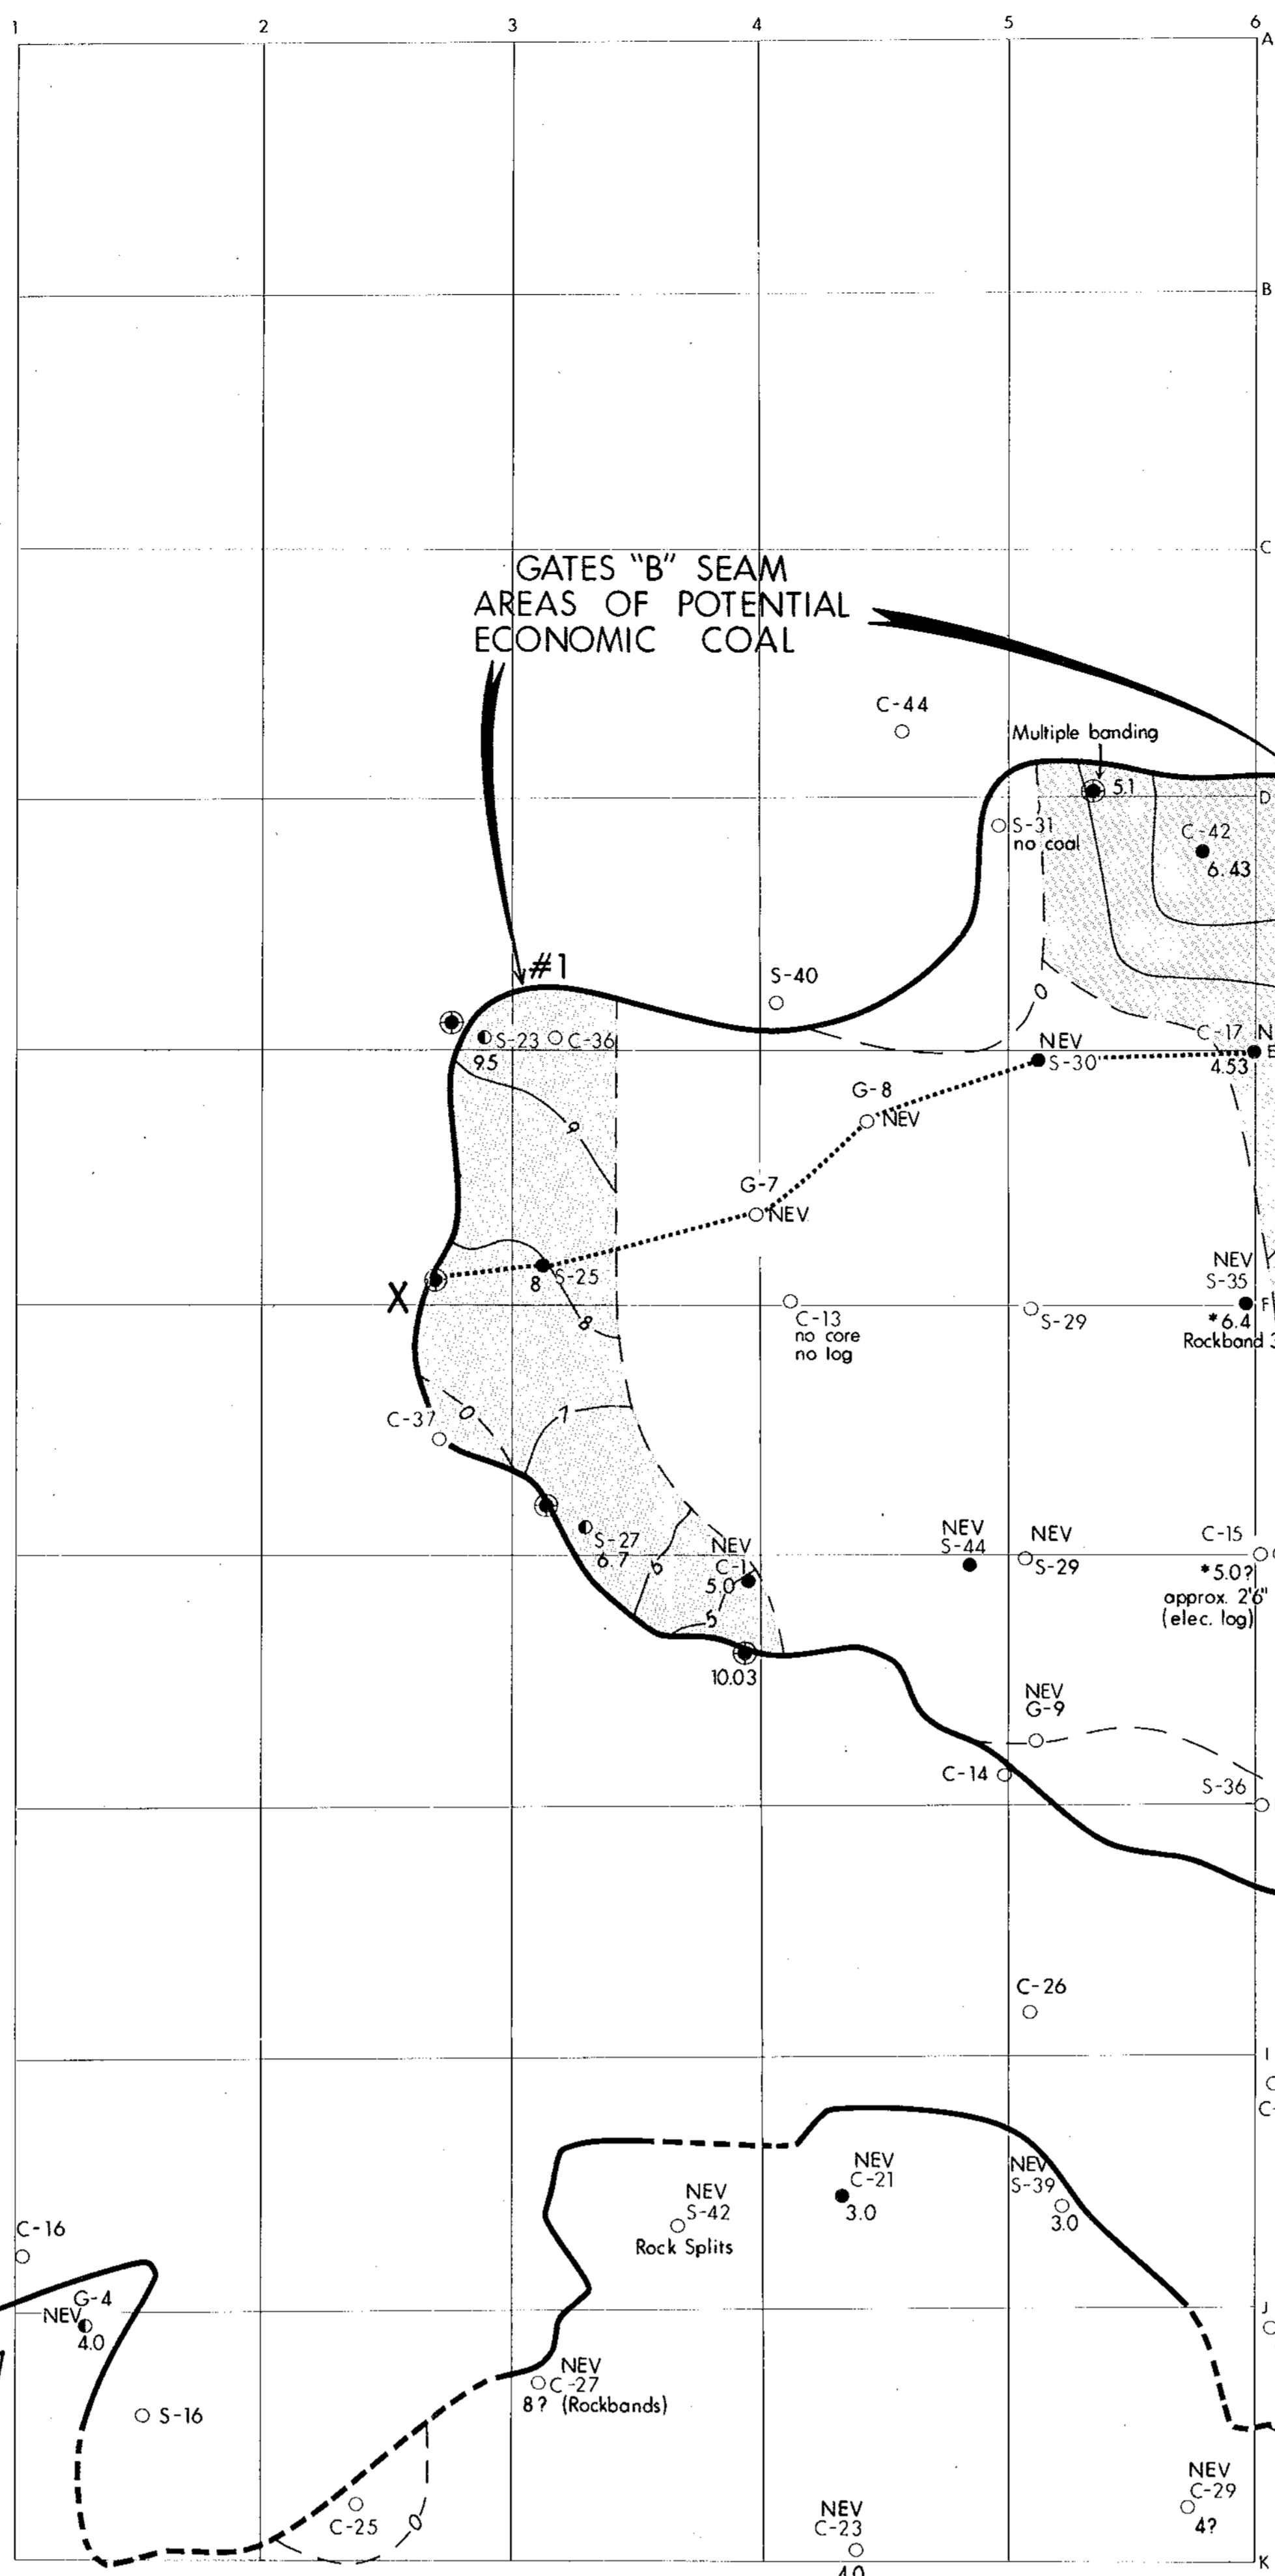 1
2
3
4
5
6
A
B
C
GATES "B" SEAM
AREAS OF POTENTIAL
ECONOMIC COAL
C-44
Multiple banding
5.1
D
S-31
no coal
C-42
6.43
#1
S-40
0
S-23
9.5
C-36
C-17
N
E
4.53
NEV
S-30
G-8
NEV
9
G-7
NEV
X
8
S-25
8
C-13
no core
no log
S-29
NEV
S-35
F
*6.4
Rockband 3
C-37
0
7
S-27
6.7
6
NEV
C-1
5.0
5
10.03
NEV
S-44
NEV
S-29
C-15
*5.0?
approx. 2'6"
(elec. log)
NEV
G-9
C-14
S-36
C-26
I
C-
NEV
C-21
3.0
NEV
S-39
3.0
NEV
S-42
Rock Splits
C-16
G-4
NEV
4.0
J
S-16
NEV
C-27
8? (Rockbands)
C-25
0
NEV
C-23
4.0
NEV
C-29
4?
K